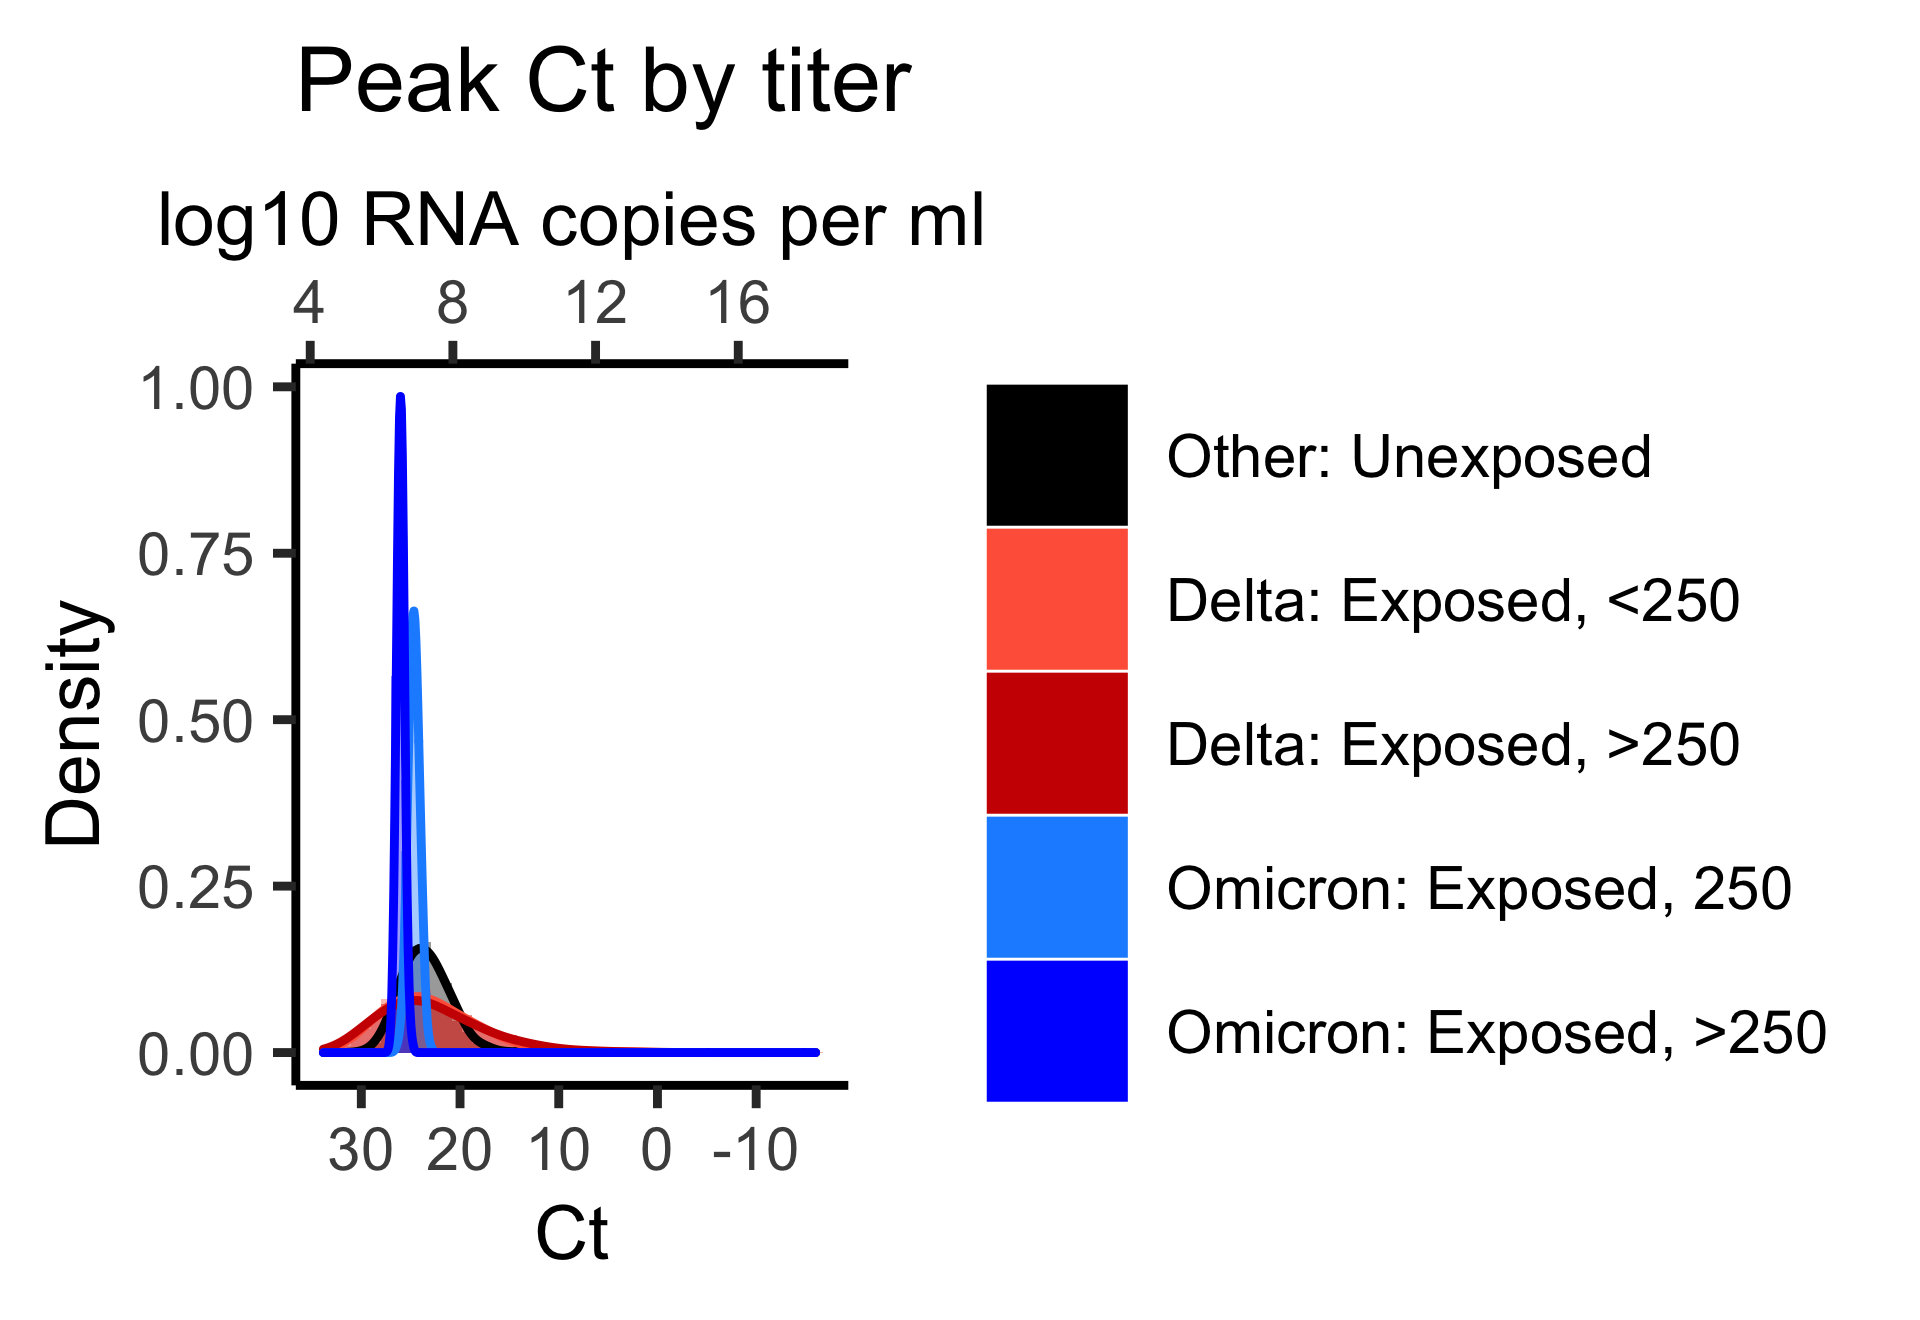 Peak Ct by titer
log10 RNA copies per ml
4 8 12 16
1.00
0.75
0.50
0.25
0.00
Density
30 20 10 0 -10
Ct
Other: Unexposed
Delta: Exposed, <250
Delta: Exposed, >250
Omicron: Exposed, 250
Omicron: Exposed, >250